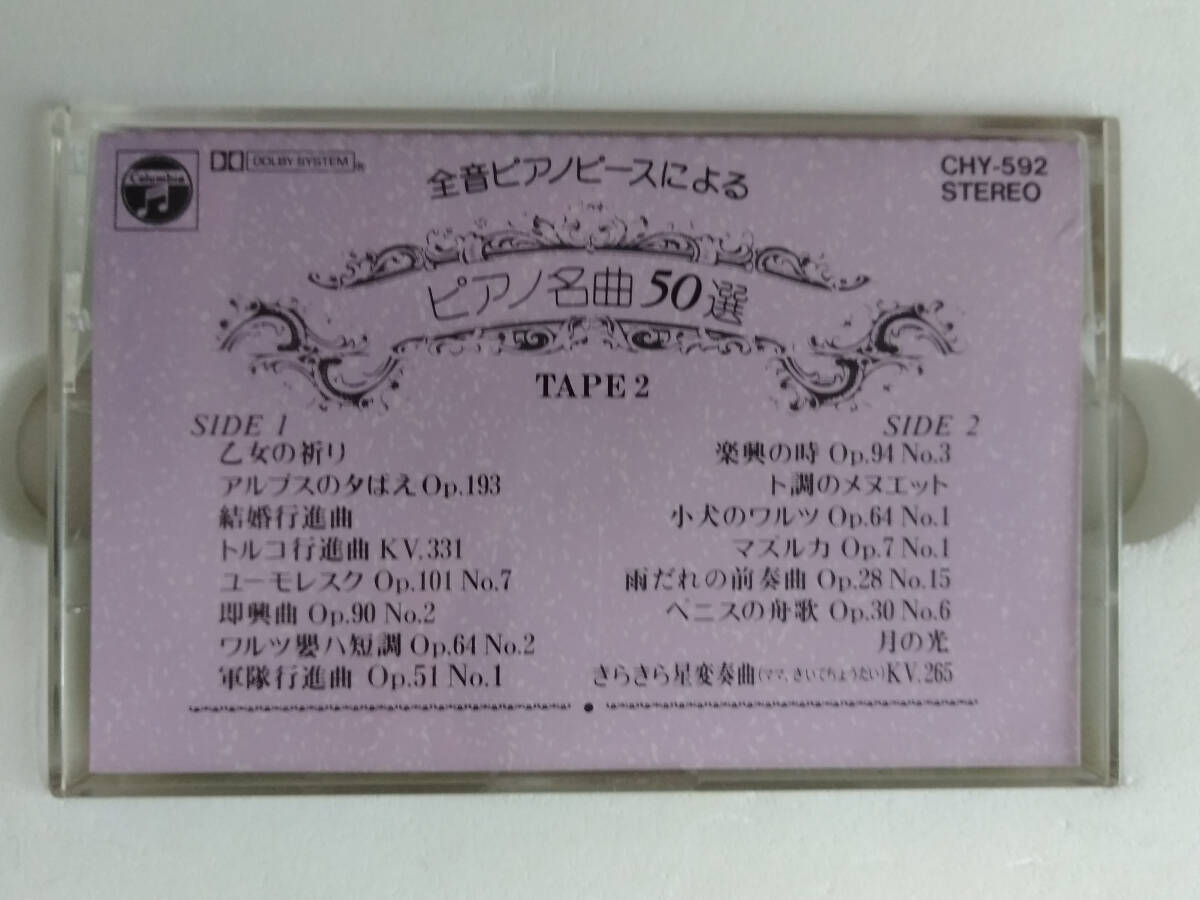 Columbia
DOLBY SYSTEM ®
全音ピアノピースによる
CHY-592
STEREO
ピアノ名曲50選
TAPE 2
SIDE 1
乙女の祈り
アルプスの夕ばえ Op.193
結婚行進曲
トルコ行進曲 KV.331
ユーモレスク Op.101 No.7
即興曲 Op.90 No.2
ワルツ嬰ハ短調 Op.64 No.2
軍隊行進曲 Op.51 No.1
SIDE 2
楽興の時 Op.94 No.3
ト調のメヌエット
小犬のワルツ Op.64 No.1
マズルカ Op.7 No.1
雨だれの前奏曲 Op.28 No.15
ベニスの舟歌 Op.30 No.6
月の光
きらきら星変奏曲(ママ,きいてちょうだい)KV.265